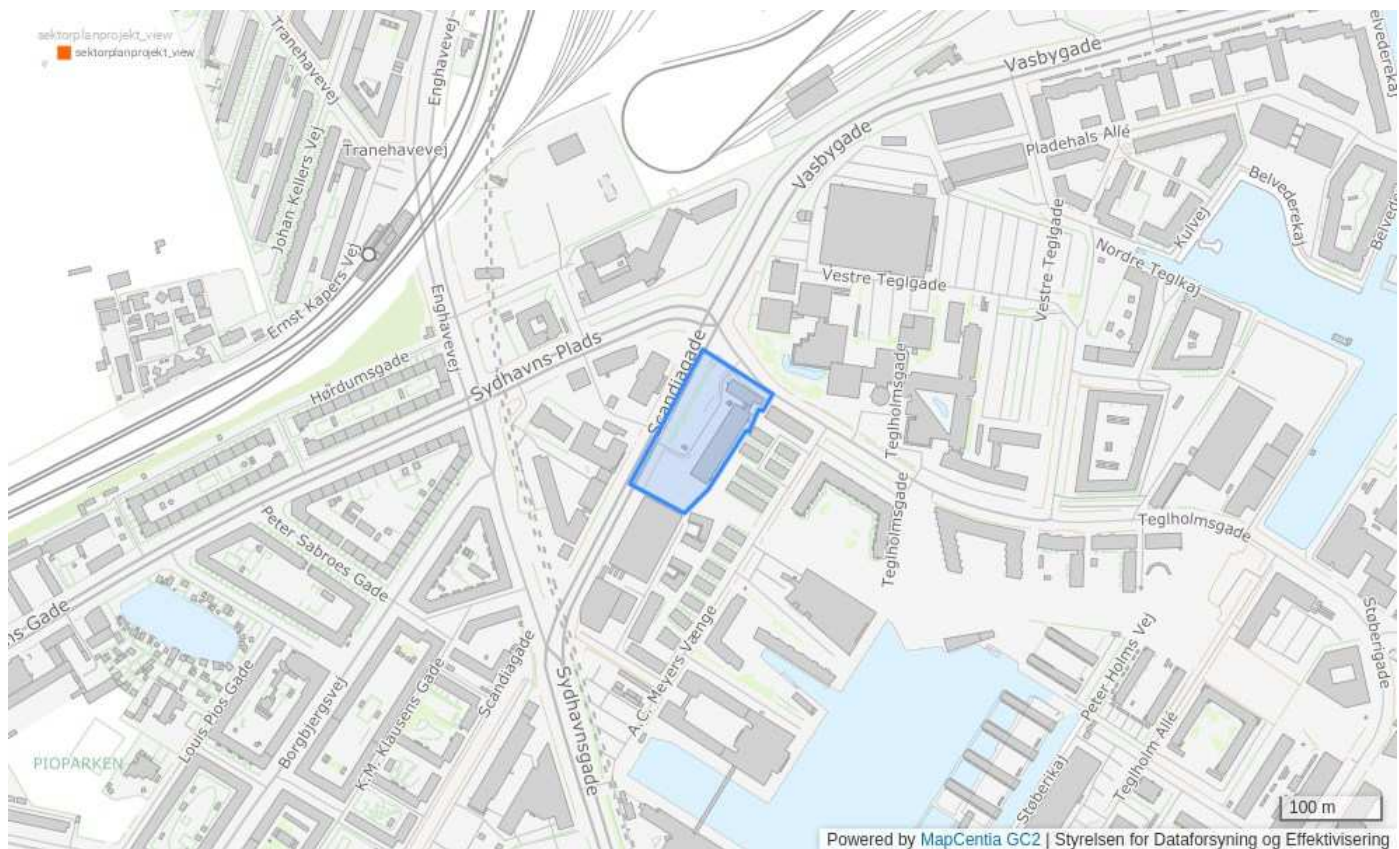 sektorplanprojekt_view
sektorplanprojekt_view
Tranehavevej
Enghavevej
Vasbygade
Belvederekaj
Tranehavevej
Johan Kellers Vej
Vasbygade
Pladehals Allé
Belvederekaj
Kulvej
Ernst Kapers Vej
Enghavevej
Vestre Teglgade
Vestre Teglgade
Nordre Teglkaj
Hørdumsgade
Sydhavns Plads
Scandiagade
Teglholmsgade
Peter Sabroes Gade
Teglholmsgade
Teglholmsgade
Støberigade
Louis Pios Gade
Borgbjergsvej
K.M. Klausens Gade
Scandiagade
Sydhavnsgade
A.C. Meyers Vænge
Peter Holms Vej
Teglholm Allé
Støberikaj
PIOPARKEN
100 m
Powered by MapCentia GC2 | Styrelsen for Dataforsyning og Effektivisering